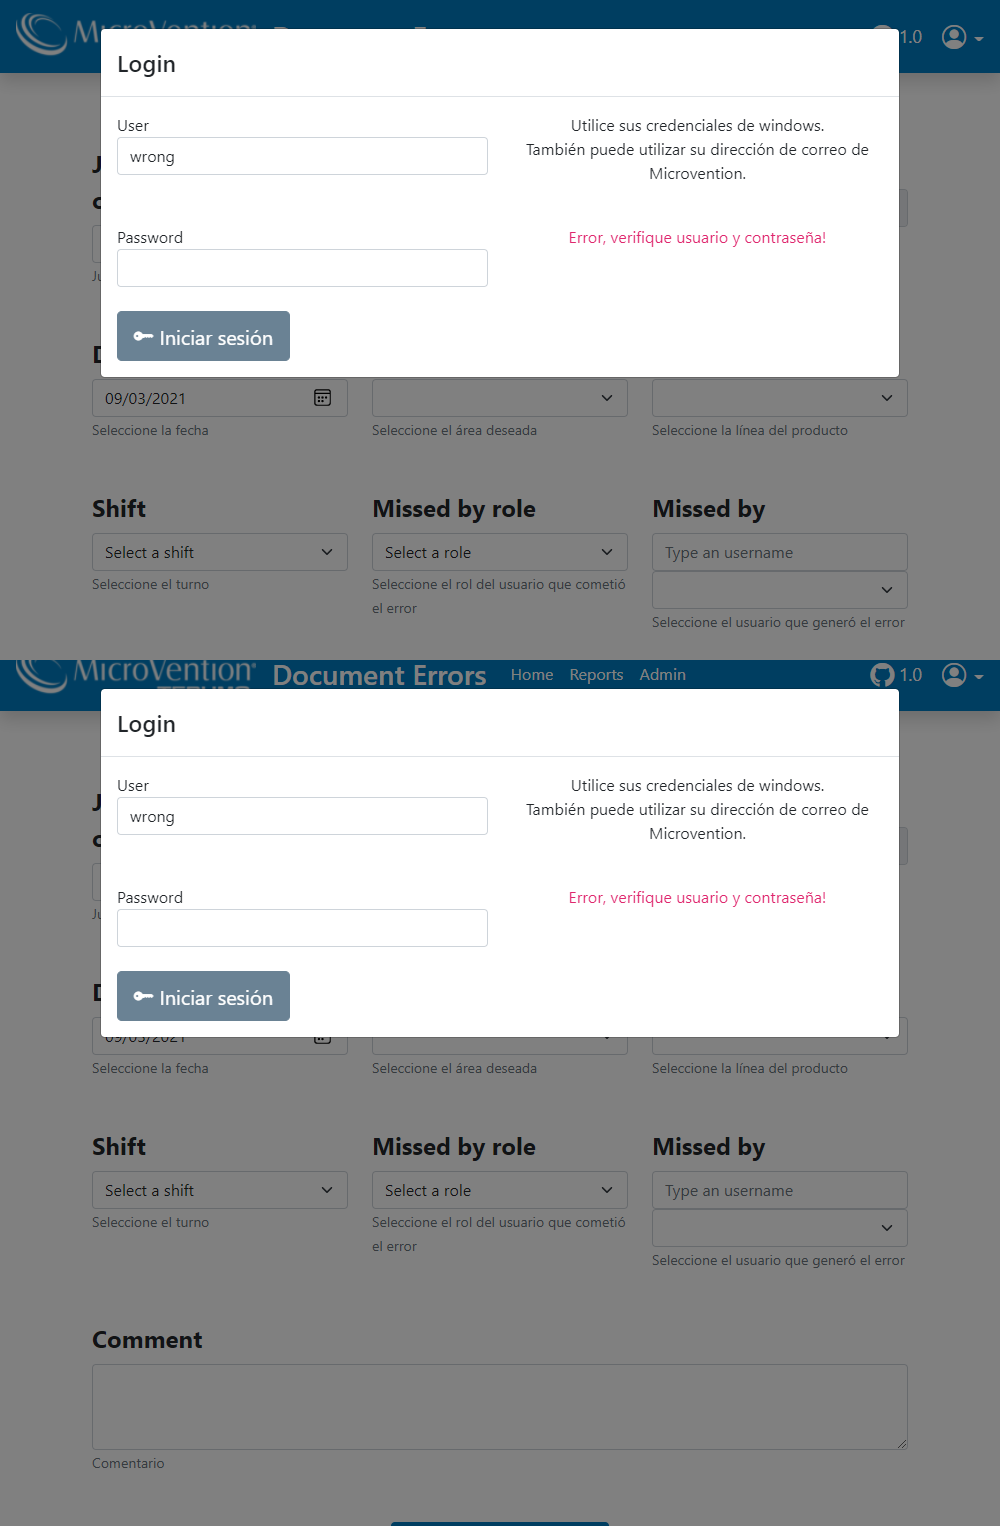 MicroVention
1.0
Login
User
Utilice sus credenciales de windows.
wrong
También puede utilizar su dirección de correo de
Microvention.
Password
Error, verifique usuario y contraseña!
Iniciar sesión
09/03/2021
Seleccione la fecha
Seleccione el área deseada
Seleccione la línea del producto
Shift
Missed by role
Missed by
Select a shift
Select a role
Type an username
Seleccione el turno
Seleccione el rol del usuario que cometió
el error
Seleccione el usuario que generó el error
MicroVention
Document Errors
Home
Reports
Admin
1.0
Login
User
Utilice sus credenciales de windows.
wrong
También puede utilizar su dirección de correo de
Microvention.
Password
Error, verifique usuario y contraseña!
Iniciar sesión
09/03/2021
Seleccione la fecha
Seleccione el área deseada
Seleccione la línea del producto
Shift
Missed by role
Missed by
Select a shift
Select a role
Type an username
Seleccione el turno
Seleccione el rol del usuario que cometió
el error
Seleccione el usuario que generó el error
Comment
Comentario